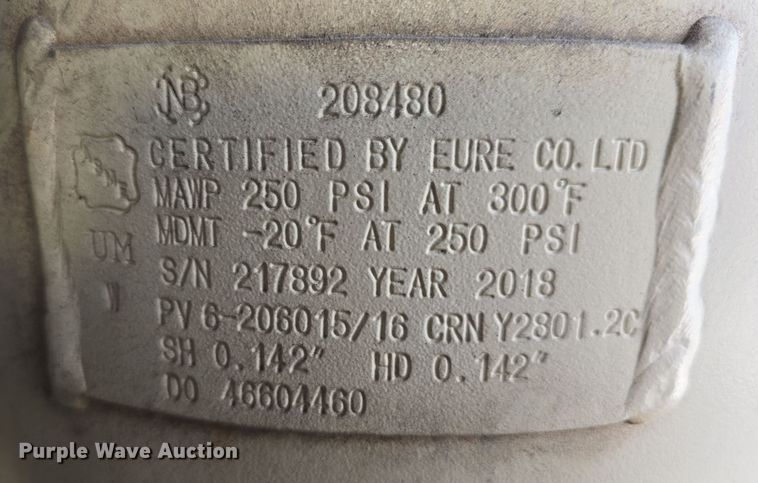 NB 208480
CERTIFIED BY EURE CO. LTD
MAWP 250 PSI AT 300°F
UM MDMT -20°F AT 250 PSI
S/N 217892 YEAR 2018
W PV 6-206015/16 CRN Y2801.2C
SH 0.142" HD 0.142"
DO 46604460
Purple Wave Auction®